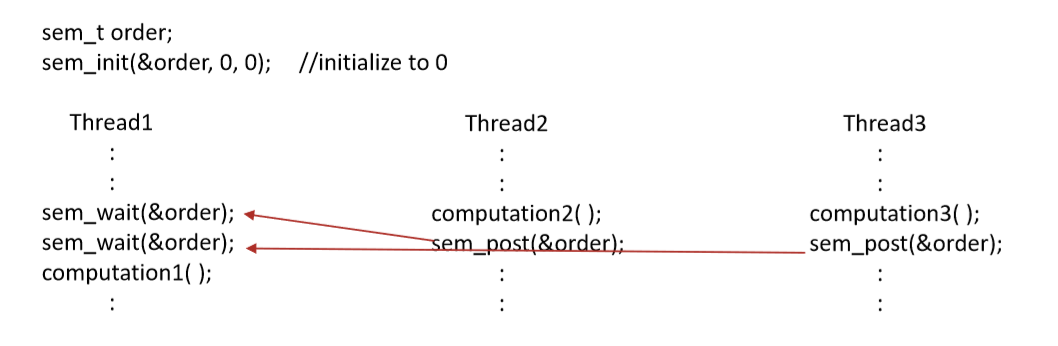 sem_t order;
sem_init(&order, 0, 0); //initialize to 0
Thread1 Thread2 Thread3
: : :
: : :
sem_wait(&order); computation2( ); computation3( );
sem_wait(&order); sem_post(&order); sem_post(&order);
computation1( ); : :
: : :